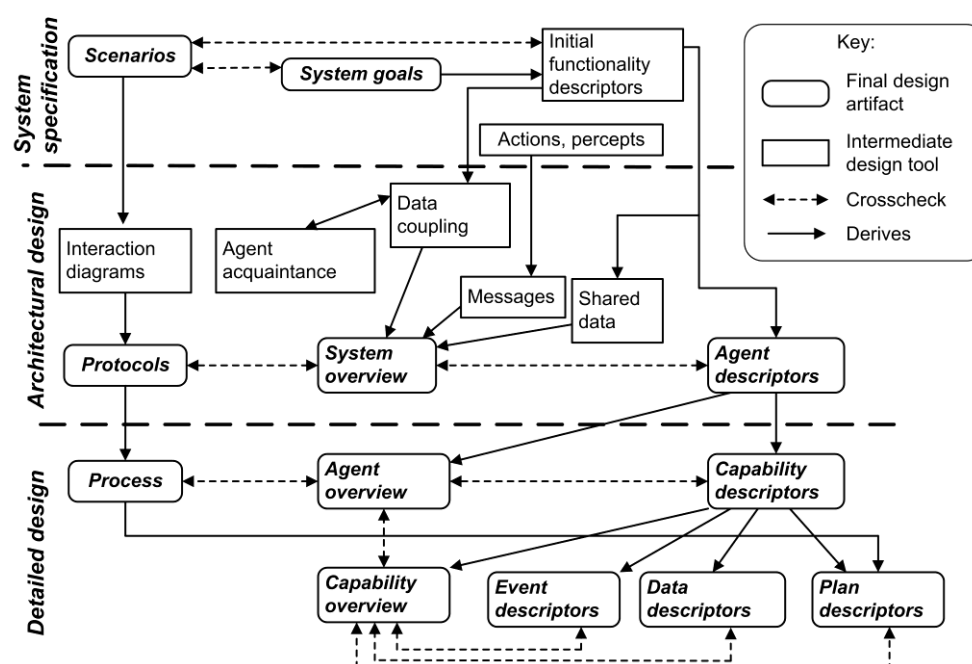 System
specification
Scenarios
System goals
Initial
functionality
descriptors
Actions, percepts
Key:
Final design
artifact
Intermediate
design tool
Crosscheck
Derives
Architectural design
Interaction
diagrams
Agent
acquaintance
Data
coupling
Messages
Shared
data
Protocols
System
overview
Agent
descriptors
Detailed design
Process
Agent
overview
Capability
descriptors
Capability
overview
Event
descriptors
Data
descriptors
Plan
descriptors